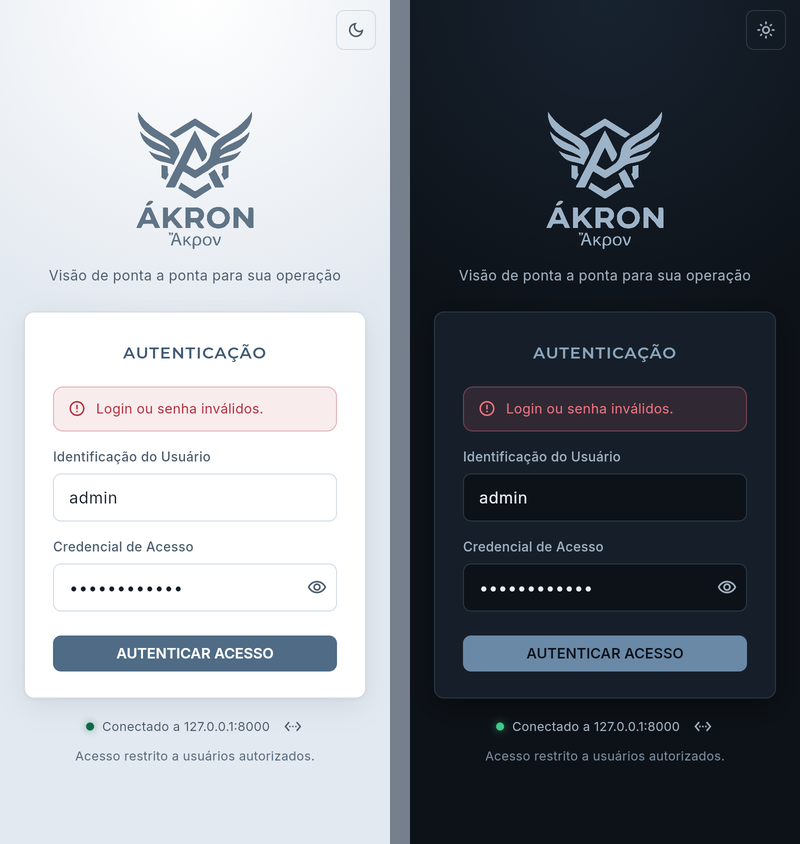 ÁKRON
Ἄκρον
Visão de ponta a ponta para sua operação
AUTENTICAÇÃO
Login ou senha inválidos.
Identificação do Usuário
admin
Credencial de Acesso
••••••••••••
AUTENTICAR ACESSO
Conectado a 127.0.0.1:8000
Acesso restrito a usuários autorizados.
ÁKRON
Ἄκρον
Visão de ponta a ponta para sua operação
AUTENTICAÇÃO
Login ou senha inválidos.
Identificação do Usuário
admin
Credencial de Acesso
••••••••••••
AUTENTICAR ACESSO
Conectado a 127.0.0.1:8000
Acesso restrito a usuários autorizados.